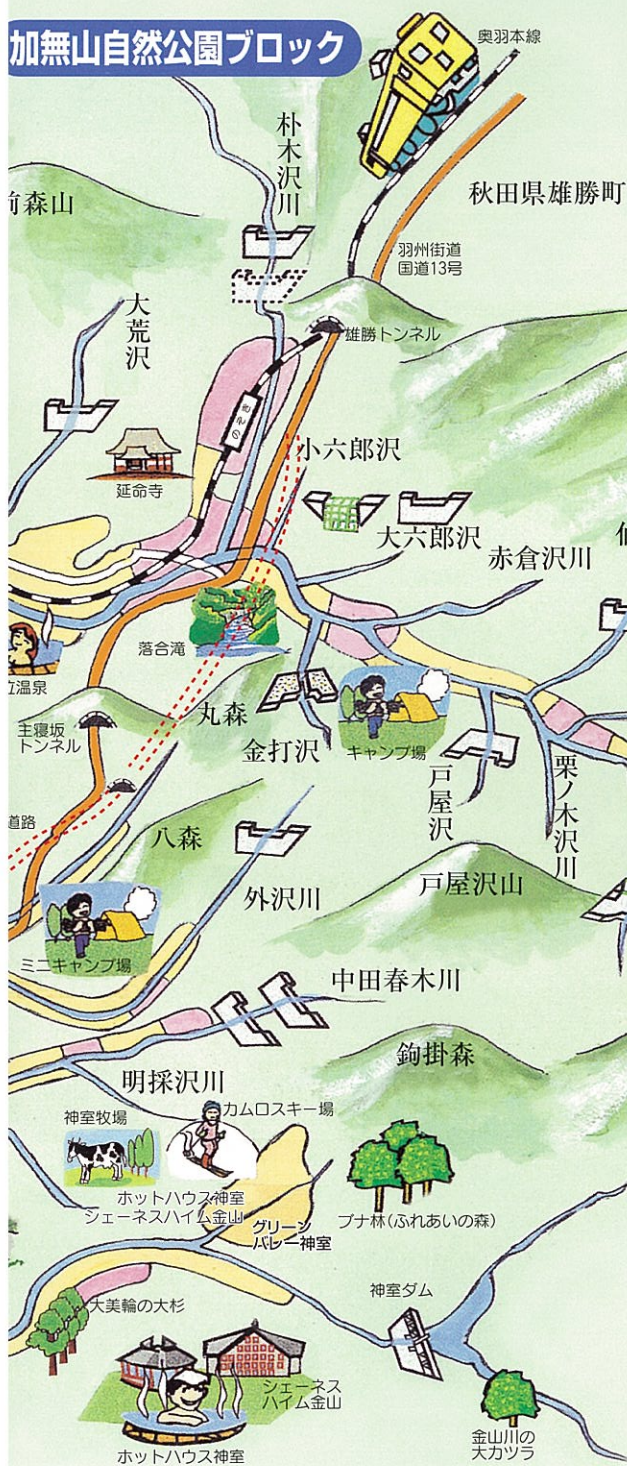 加無山自然公園ブロック
奥羽本線
朴木沢川
秋田県雄勝町
前森山
羽州街道
国道13号
大荒沢
雄勝トンネル
小六郎沢
延命寺
大六郎沢
赤倉沢川
落合滝
温泉
丸森
主寝坂
トンネル
金打沢
キャンプ場
戸屋沢
栗ノ木沢川
道路
八森
外沢川
戸屋沢山
ミニキャンプ場
中田春木川
鉤掛森
明採沢川
カムロスキー場
神室牧場
ホットハウス神室
シェーネスハイム金山
グリーン
バレー神室
ブナ林(ふれあいの森)
神室ダム
大美輪の大杉
シェーネス
ハイム金山
金山川の
大カツラ
ホットハウス神室